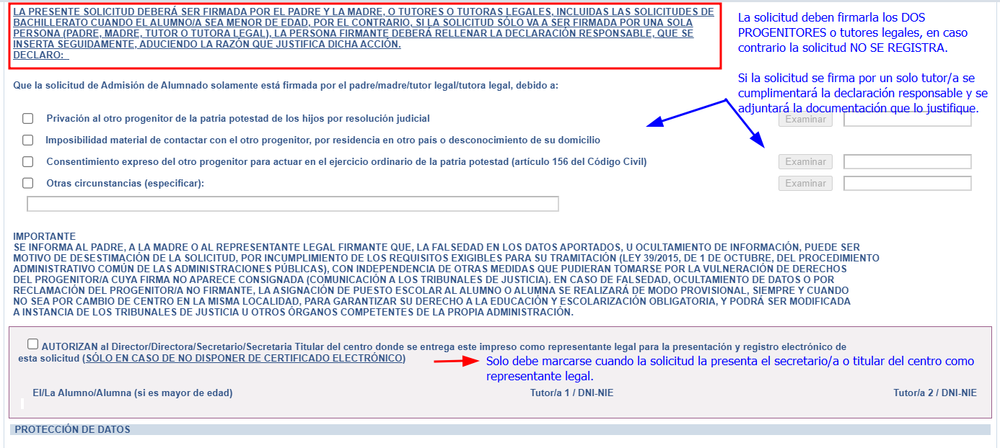 LA PRESENTE SOLICITUD DEBERÁ SER FIRMADA POR EL PADRE Y LA MADRE, O TUTORES O TUTORAS LEGALES, INCLUIDAS LAS SOLICITUDES DE
BACHILLERATO CUANDO EL ALUMNO/A SEA MENOR DE EDAD, POR EL CONTRARIO, SI LA SOLICITUD SÓLO VA A SER FIRMADA POR UNA SOLA
PERSONA (PADRE, MADRE, TUTOR O TUTORA LEGAL), LA PERSONA FIRMANTE DEBERÁ RELLENAR LA DECLARACIÓN RESPONSABLE, QUE SE
INSERTA SEGUIDAMENTE, ADUCIENDO LA RAZÓN QUE JUSTIFICA DICHA ACCIÓN.
DECLARO:
La solicitud deben firmarla los DOS
PROGENITORES o tutores legales, en caso
contrario la solicitud NO SE REGISTRA.
Si la solicitud se firma por un solo tutor/a se
cumplimentará la declaración responsable y se
adjuntará la documentación que lo justifique.
Que la solicitud de Admisión de Alumnado solamente está firmada por el padre/madre/tutor legal/tutora legal, debido a:
Privación al otro progenitor de la patria potestad de los hijos por resolución judicial
Examinar
Imposibilidad material de contactar con el otro progenitor, por residencia en otro país o desconocimiento de su domicilio
Consentimiento expreso del otro progenitor para actuar en el ejercicio ordinario de la patria potestad (artículo 156 del Código Civil)
Examinar
Otras circunstancias (especificar):
Examinar
IMPORTANTE
SE INFORMA AL PADRE, A LA MADRE O AL REPRESENTANTE LEGAL FIRMANTE QUE, LA FALSEDAD EN LOS DATOS APORTADOS, U OCULTAMIENTO DE INFORMACIÓN, PUEDE SER
MOTIVO DE DESESTIMACIÓN DE LA SOLICITUD, POR INCUMPLIMIENTO DE LOS REQUISITOS EXIGIBLES PARA SU TRAMITACIÓN (LEY 39/2015, DE 1 DE OCTUBRE, DEL PROCEDIMIENTO
ADMINISTRATIVO COMÚN DE LAS ADMINISTRACIONES PÚBLICAS), CON INDEPENDENCIA DE OTRAS MEDIDAS QUE PUDIERAN TOMARSE POR LA VULNERACIÓN DE DERECHOS
DEL PROGENITOR/A CUYA FIRMA NO APARECE CONSIGNADA (COMUNICACIÓN A LOS TRIBUNALES DE JUSTICIA). EN CASO DE FALSEDAD, OCULTAMIENTO DE DATOS O POR
RECLAMACIÓN DEL PROGENITOR/A NO FIRMANTE, LA ASIGNACIÓN DE PUESTO ESCOLAR AL ALUMNO O ALUMNA SE REALIZARÁ DE MODO PROVISIONAL, SIEMPRE Y CUANDO
NO SEA POR CAMBIO DE CENTRO EN LA MISMA LOCALIDAD, PARA GARANTIZAR SU DERECHO A LA EDUCACIÓN Y ESCOLARIZACIÓN OBLIGATORIA, Y PODRÁ SER MODIFICADA
A INSTANCIA DE LOS TRIBUNALES DE JUSTICIA U OTROS ÓRGANOS COMPETENTES DE LA PROPIA ADMINISTRACIÓN.
AUTORIZAN al Director/Directora/Secretario/Secretaria Titular del centro donde se entrega este impreso como representante legal para la presentación y registro electrónico de
esta solicitud (SÓLO EN CASO DE NO DISPONER DE CERTIFICADO ELECTRÓNICO)
Solo debe marcarse cuando la solicitud la presenta el secretario/a o titular del centro como
representante legal.
El/La Alumno/Alumna (si es mayor de edad)
Tutor/a 1 / DNI-NIE
Tutor/a 2 / DNI-NIE
PROTECCIÓN DE DATOS